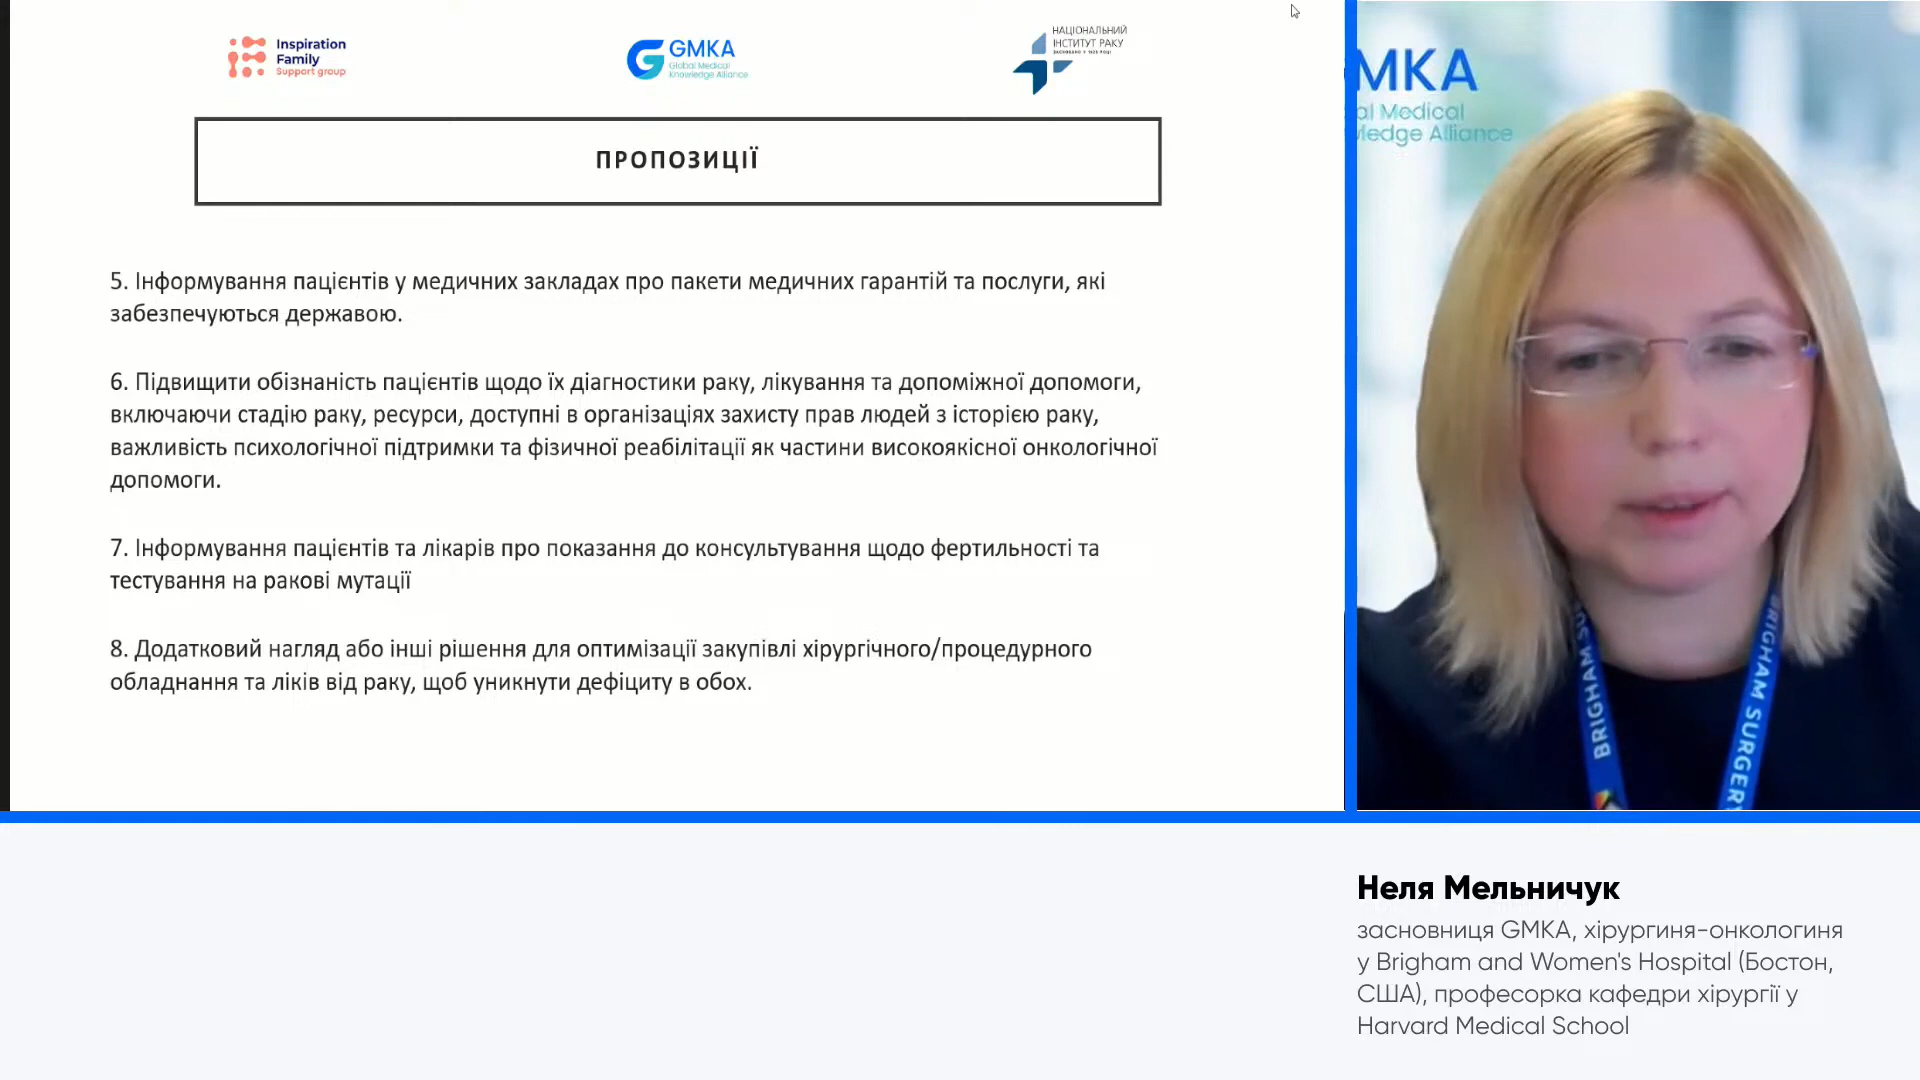 Inspiration
Family
Support group
GMKA
Global Medical
Knowledge Alliance
НАЦІОНАЛЬНИЙ
ІНСТИТУТ РАКУ
ПРОПОЗИЦІЇ
5. Інформування пацієнтів у медичних закладах про пакети медичних гарантій та послуги, які
забезпечуються державою.
6. Підвищити обізнаність пацієнтів щодо їх діагностики раку, лікування та допоміжної допомоги,
включаючи стадію раку, ресурси, доступні в організаціях захисту прав людей з історією раку,
важливість психологічної підтримки та фізичної реабілітації як частини високоякісної онкологічної
допомоги.
7. Інформування пацієнтів та лікарів про показання до консультування щодо фертильності та
тестування на ракові мутації
8. Додатковий нагляд або інші рішення для оптимізації закупівлі хірургічного/процедурного
обладнання та ліків від раку, щоб уникнути дефіциту в обох.
MKA
al Medical
ledge Alliance
BRIGHAM SU
BRIGHAM SURGERY
Неля Мельничук
засновниця GMKA, хірургиня-онкологиня
у Brigham and Women's Hospital (Бостон,
США), професорка кафедри хірургії у
Harvard Medical School